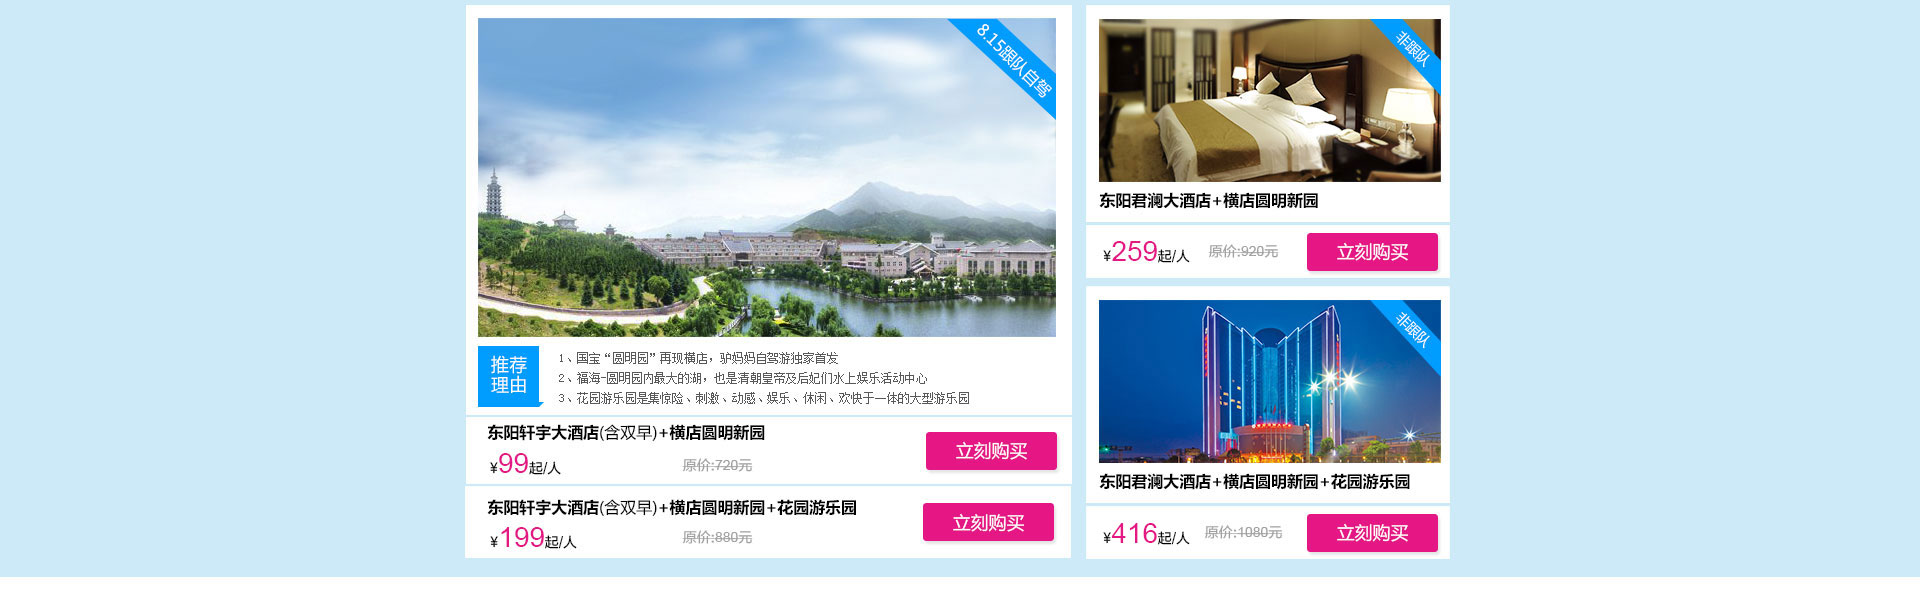 8.15跟队自驾
推荐
理由
1、国宝“圆明园”再现横店，驴妈妈自驾游独家首发
2、福海-圆明园内最大的湖，也是清朝皇帝及后妃们水上娱乐活动中心
3、花园游乐园是集惊险、刺激、动感、娱乐、休闲、欢快于一体的大型游乐园
东阳轩宇大酒店(含双早)+横店圆明新园
¥99起/人 原价:720元 立刻购买
东阳轩宇大酒店(含双早)+横店圆明新园+花园游乐园
¥199起/人 原价:880元 立刻购买
非跟队
东阳君澜大酒店+横店圆明新园
¥259起/人 原价:920元 立刻购买
非跟队
东阳君澜大酒店+横店圆明新园+花园游乐园
¥416起/人 原价:1080元 立刻购买